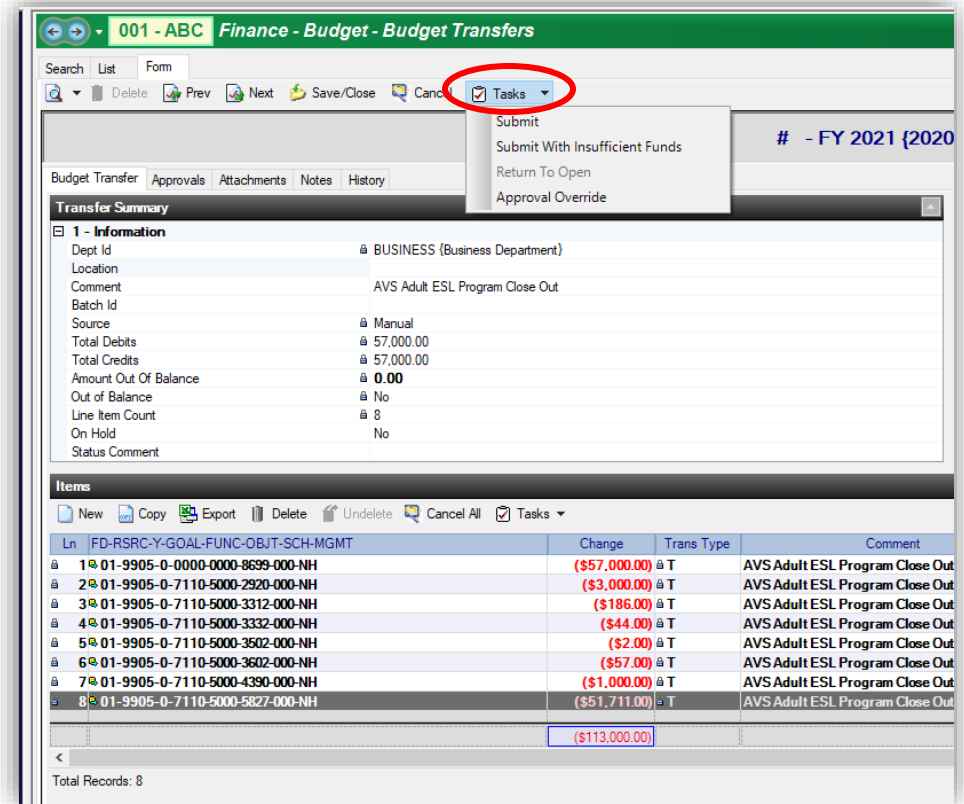 001 - ABC Finance - Budget - Budget Transfers
Search List Form
Delete Prev Next Save/Close Cancel Tasks
Submit
Submit With Insufficient Funds
Return To Open
Approval Override
# - FY 2021 {2020
Budget Transfer Approvals Attachments Notes History
Transfer Summary
1 - Information
Dept Id BUSINESS {Business Department}
Location
Comment AVS Adult ESL Program Close Out
Batch Id
Source Manual
Total Debits 57,000.00
Total Credits 57,000.00
Amount Out Of Balance 0.00
Out of Balance No
Line Item Count 8
On Hold No
Status Comment
Items
New Copy Export Delete Undelete Cancel All Tasks
Ln FD-RSRC-Y-GOAL-FUNC-OBJT-SCH-MGMT Change Trans Type Comment
1 01-9905-0-0000-0000-8699-000-NH ($57,000.00) T AVS Adult ESL Program Close Out
2 01-9905-0-7110-5000-2920-000-NH ($3,000.00) T AVS Adult ESL Program Close Out
3 01-9905-0-7110-5000-3312-000-NH ($186.00) T AVS Adult ESL Program Close Out
4 01-9905-0-7110-5000-3332-000-NH ($44.00) T AVS Adult ESL Program Close Out
5 01-9905-0-7110-5000-3502-000-NH ($2.00) T AVS Adult ESL Program Close Out
6 01-9905-0-7110-5000-3602-000-NH ($57.00) T AVS Adult ESL Program Close Out
7 01-9905-0-7110-5000-4390-000-NH ($1,000.00) T AVS Adult ESL Program Close Out
8 01-9905-0-7110-5000-5827-000-NH ($51,711.00) T AVS Adult ESL Program Close Out
($113,000.00)
Total Records: 8